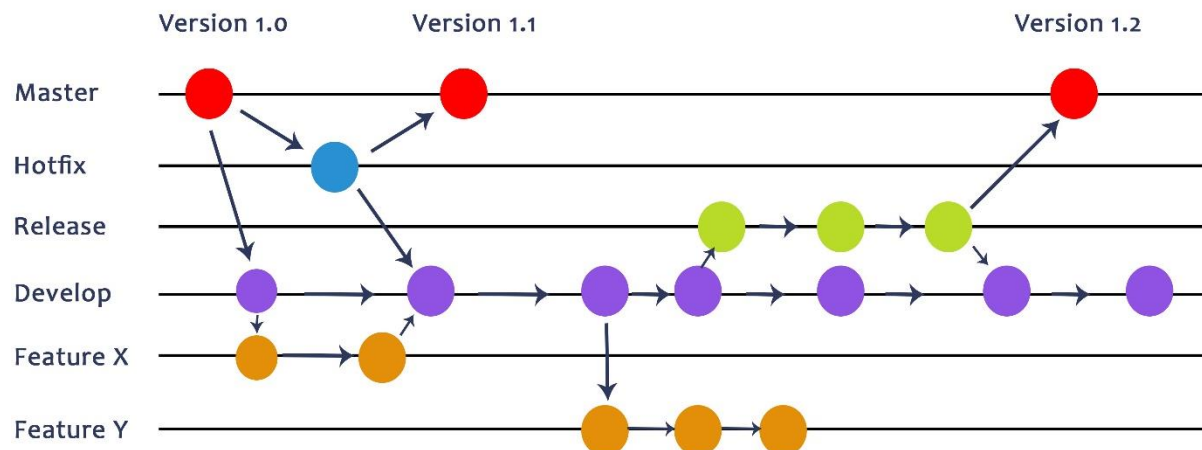 Version 1.0 Version 1.1 Version 1.2
Master
Hotfix
Release
Develop
Feature X
Feature Y